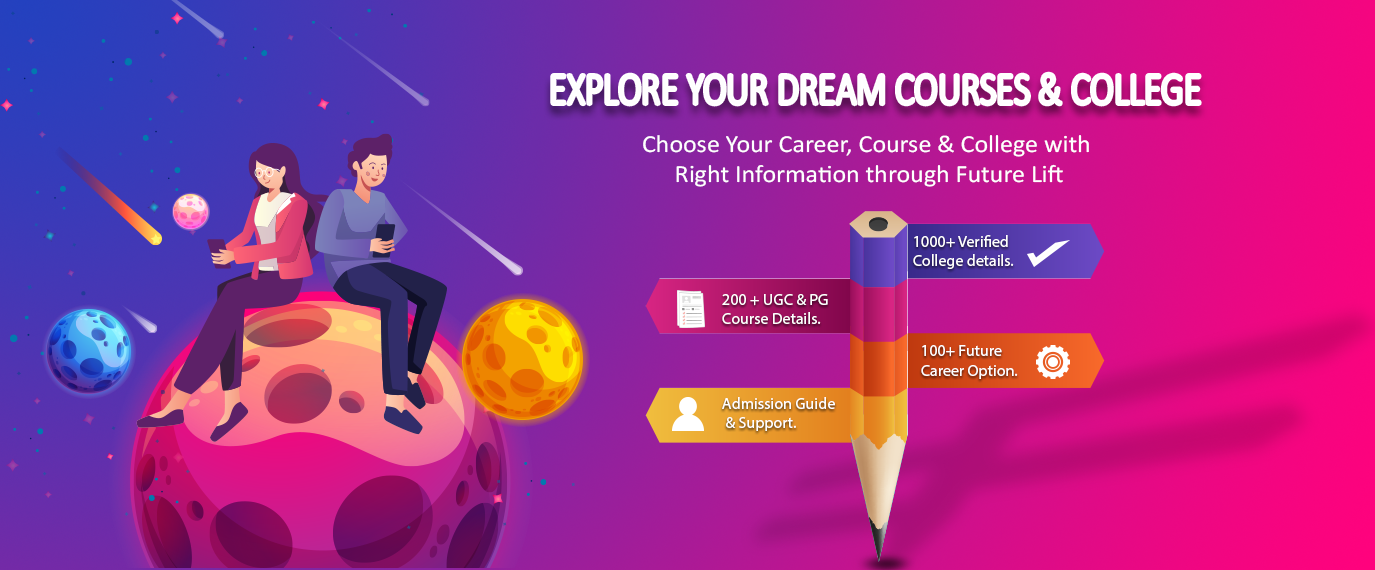 EXPLORE YOUR DREAM COURSES & COLLEGE
Choose Your Career, Course & College with
Right Information through Future Lift
1000+ Verified
College details.
200 + UGC & PG
Course Details.
100+ Future
Career Option.
Admission Guide
& Support.